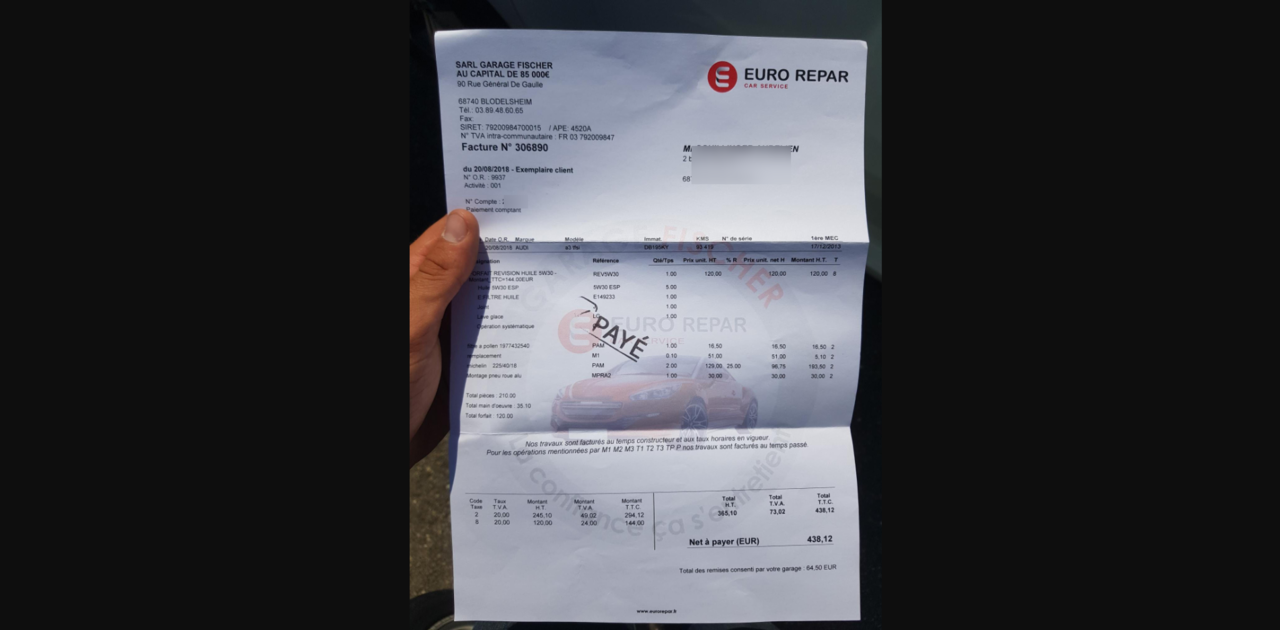 SARL GARAGE FISCHER
AU CAPITAL DE 85 000€
90 Rue Général De Gaulle
EURO REPAR
CAR SERVICE
68740 BLODELSHEIM
Tél.: 03.89.48.60.65
Fax:
SIRET: 79200984700015 / APE: 4520A
N° TVA intra-communautaire : FR 03 792009847
Facture N° 306890
2
68
du 20/08/2018 - Exemplaire client
N° O.R. : 9937
Activité : 001
N° Compte :
Paiement comptant
Date O.R. Marque Modèle Immat. KMS N° de série 1ère MEC
20/08/2018 AUDI 17/12/2013
Référence Qté/Tps Prix unit. HT % R Prix unit. net H Montant H.T. T
REVISION HUILE 5W30 - REV5W30 1.00 120,00 120,00 120,00 8
TTC=144.00EUR
5W30 ESP 5W30 ESP 5.00
FILTRE HUILE E149233 1.00
1.00
glace 1.00
Opération systématique
PAYÉ
EURO REPAR
SERVICE
GARAGE FISCHER
a pollen 1977432540 PAM 1.00 16,50 16,50 16,50 2
remplacement M1 0.10 51,00 51,00 5,10 2
michelin 225/40/18 PAM 2.00 129,00 25.00 96,75 193,50 2
Montage pneu roue alu MPRA2 1.00 30,00 30,00 30,00 2
Total pièces : 210.00
Total main d'oeuvre : 35,10
Total forfait : 120.00
Nos travaux sont facturés au temps constructeur et aux taux horaires en vigueur.
Pour les opérations mentionnées par M1 M2 M3 T1 T2 T3 TP P nos travaux sont facturés au temps passé.
Code Taxe Taux T.V.A. Montant H.T. Montant T.V.A. Montant T.T.C. Total H.T. Total T.V.A. Total T.T.C.
2 20,00 245,10 49,02 294,12 365,10 73,02 438,12
8 20,00 120,00 24.00 144.00
ça s'entretient
Net à payer (EUR) 438,12
Total des remises consenti par votre garage : 64,50 EUR
www.eurorepar.fr